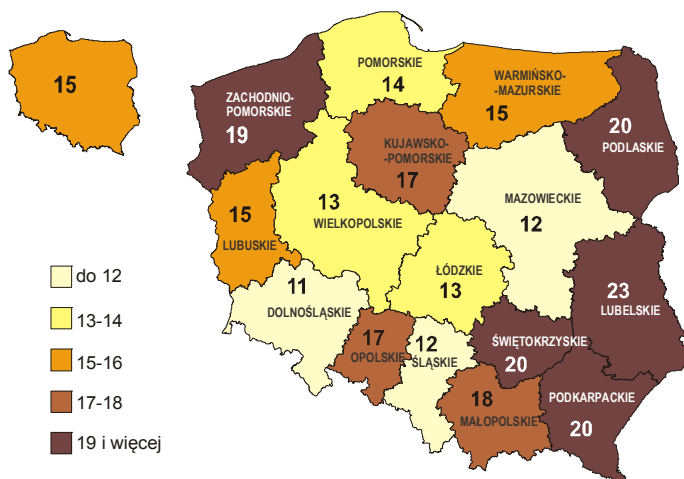 15
POMORSKIE
14
WARMIŃSKO-
-MAZURSKIE
15
ZACHODNIO-
POMORSKIE
19
20
PODLASKIE
KUJAWSKO-
-POMORSKIE
17
MAZOWIECKIE
12
13
WIELKOPOLSKIE
15
LUBUSKIE
ŁÓDZKIE
13
11
DOLNOŚLĄSKIE
23
LUBELSKIE
17
OPOLSKIE
12
ŚLĄSKIE
ŚWIĘTOKRZYSKIE
20
18
MAŁOPOLSKIE
PODKARPACKIE
20
do 12
13-14
15-16
17-18
19 i więcej